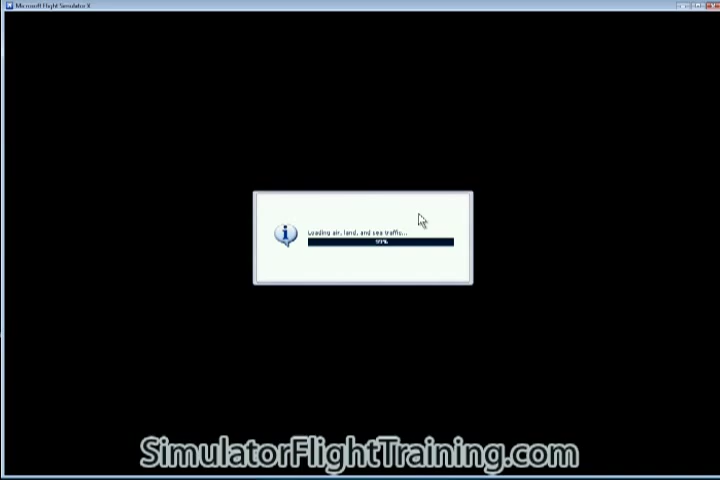 Microsoft Flight Simulator X
Loading air, land, and sea traffic...
99%
SimulatorFlightTraining.com